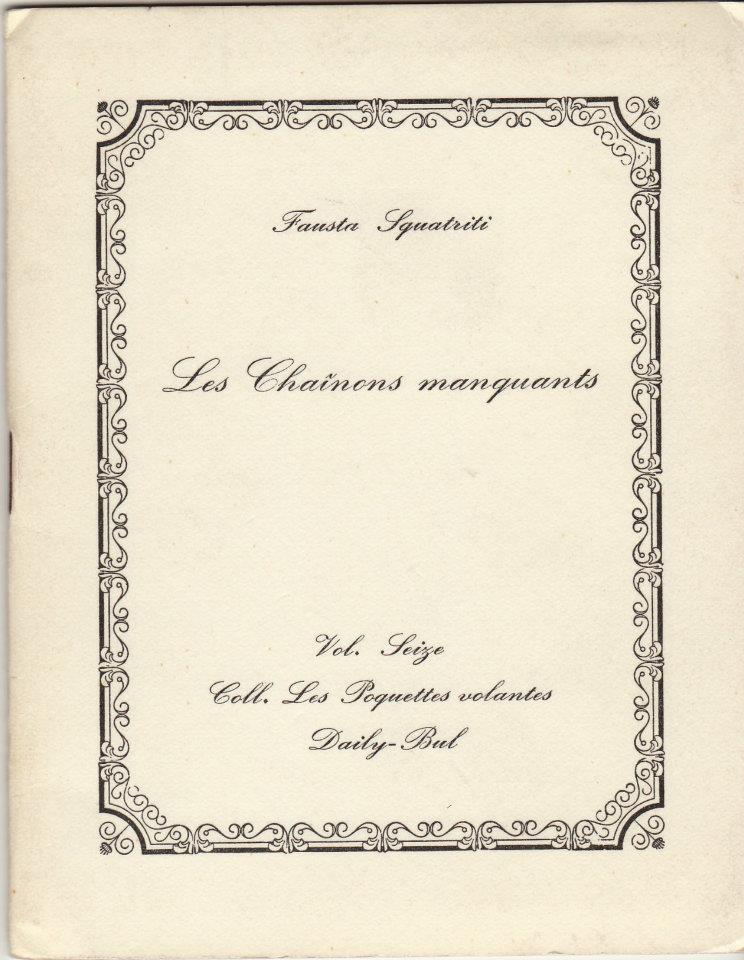 Fausta Squatriti
Les Chaînons manquants
Vol. Seize
Coll. Les Poquettes volantes
Daily-Bul